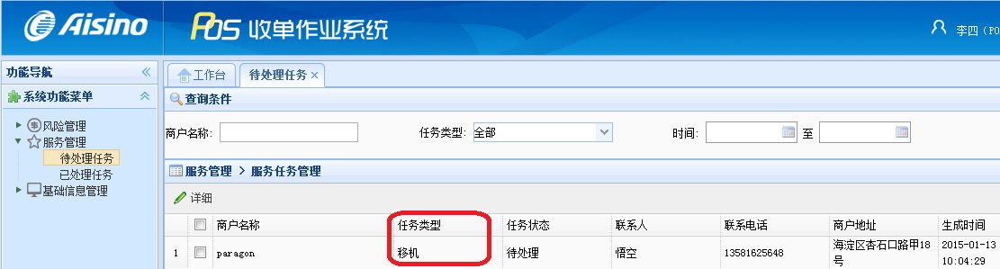 Aisino POS 收单作业系统 李四（PO
功能导航 工作台 待处理任务
系统功能菜单 查询条件
风险管理
服务管理 商户名称: 任务类型: 全部 时间: 至
待处理任务
已处理任务 服务管理 > 服务任务管理
基础信息管理 详细
商户名称 任务类型 任务状态 联系人 联系电话 商户地址 生成时间
1 paragon 移机 待处理 悟空 13581625648 海淀区杏石口路甲18 2015-01-13
号 10:04:29